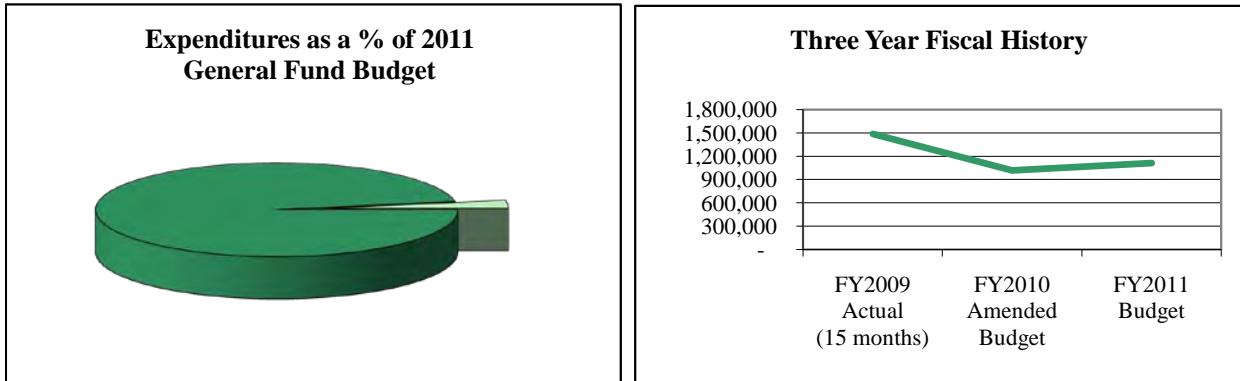 Expenditures as a % of 2011
General Fund Budget
Three Year Fiscal History
1,800,000
1,500,000
1,200,000
900,000
600,000
300,000
-
FY2009
Actual
(15 months)
FY2010
Amended
Budget
FY2011
Budget